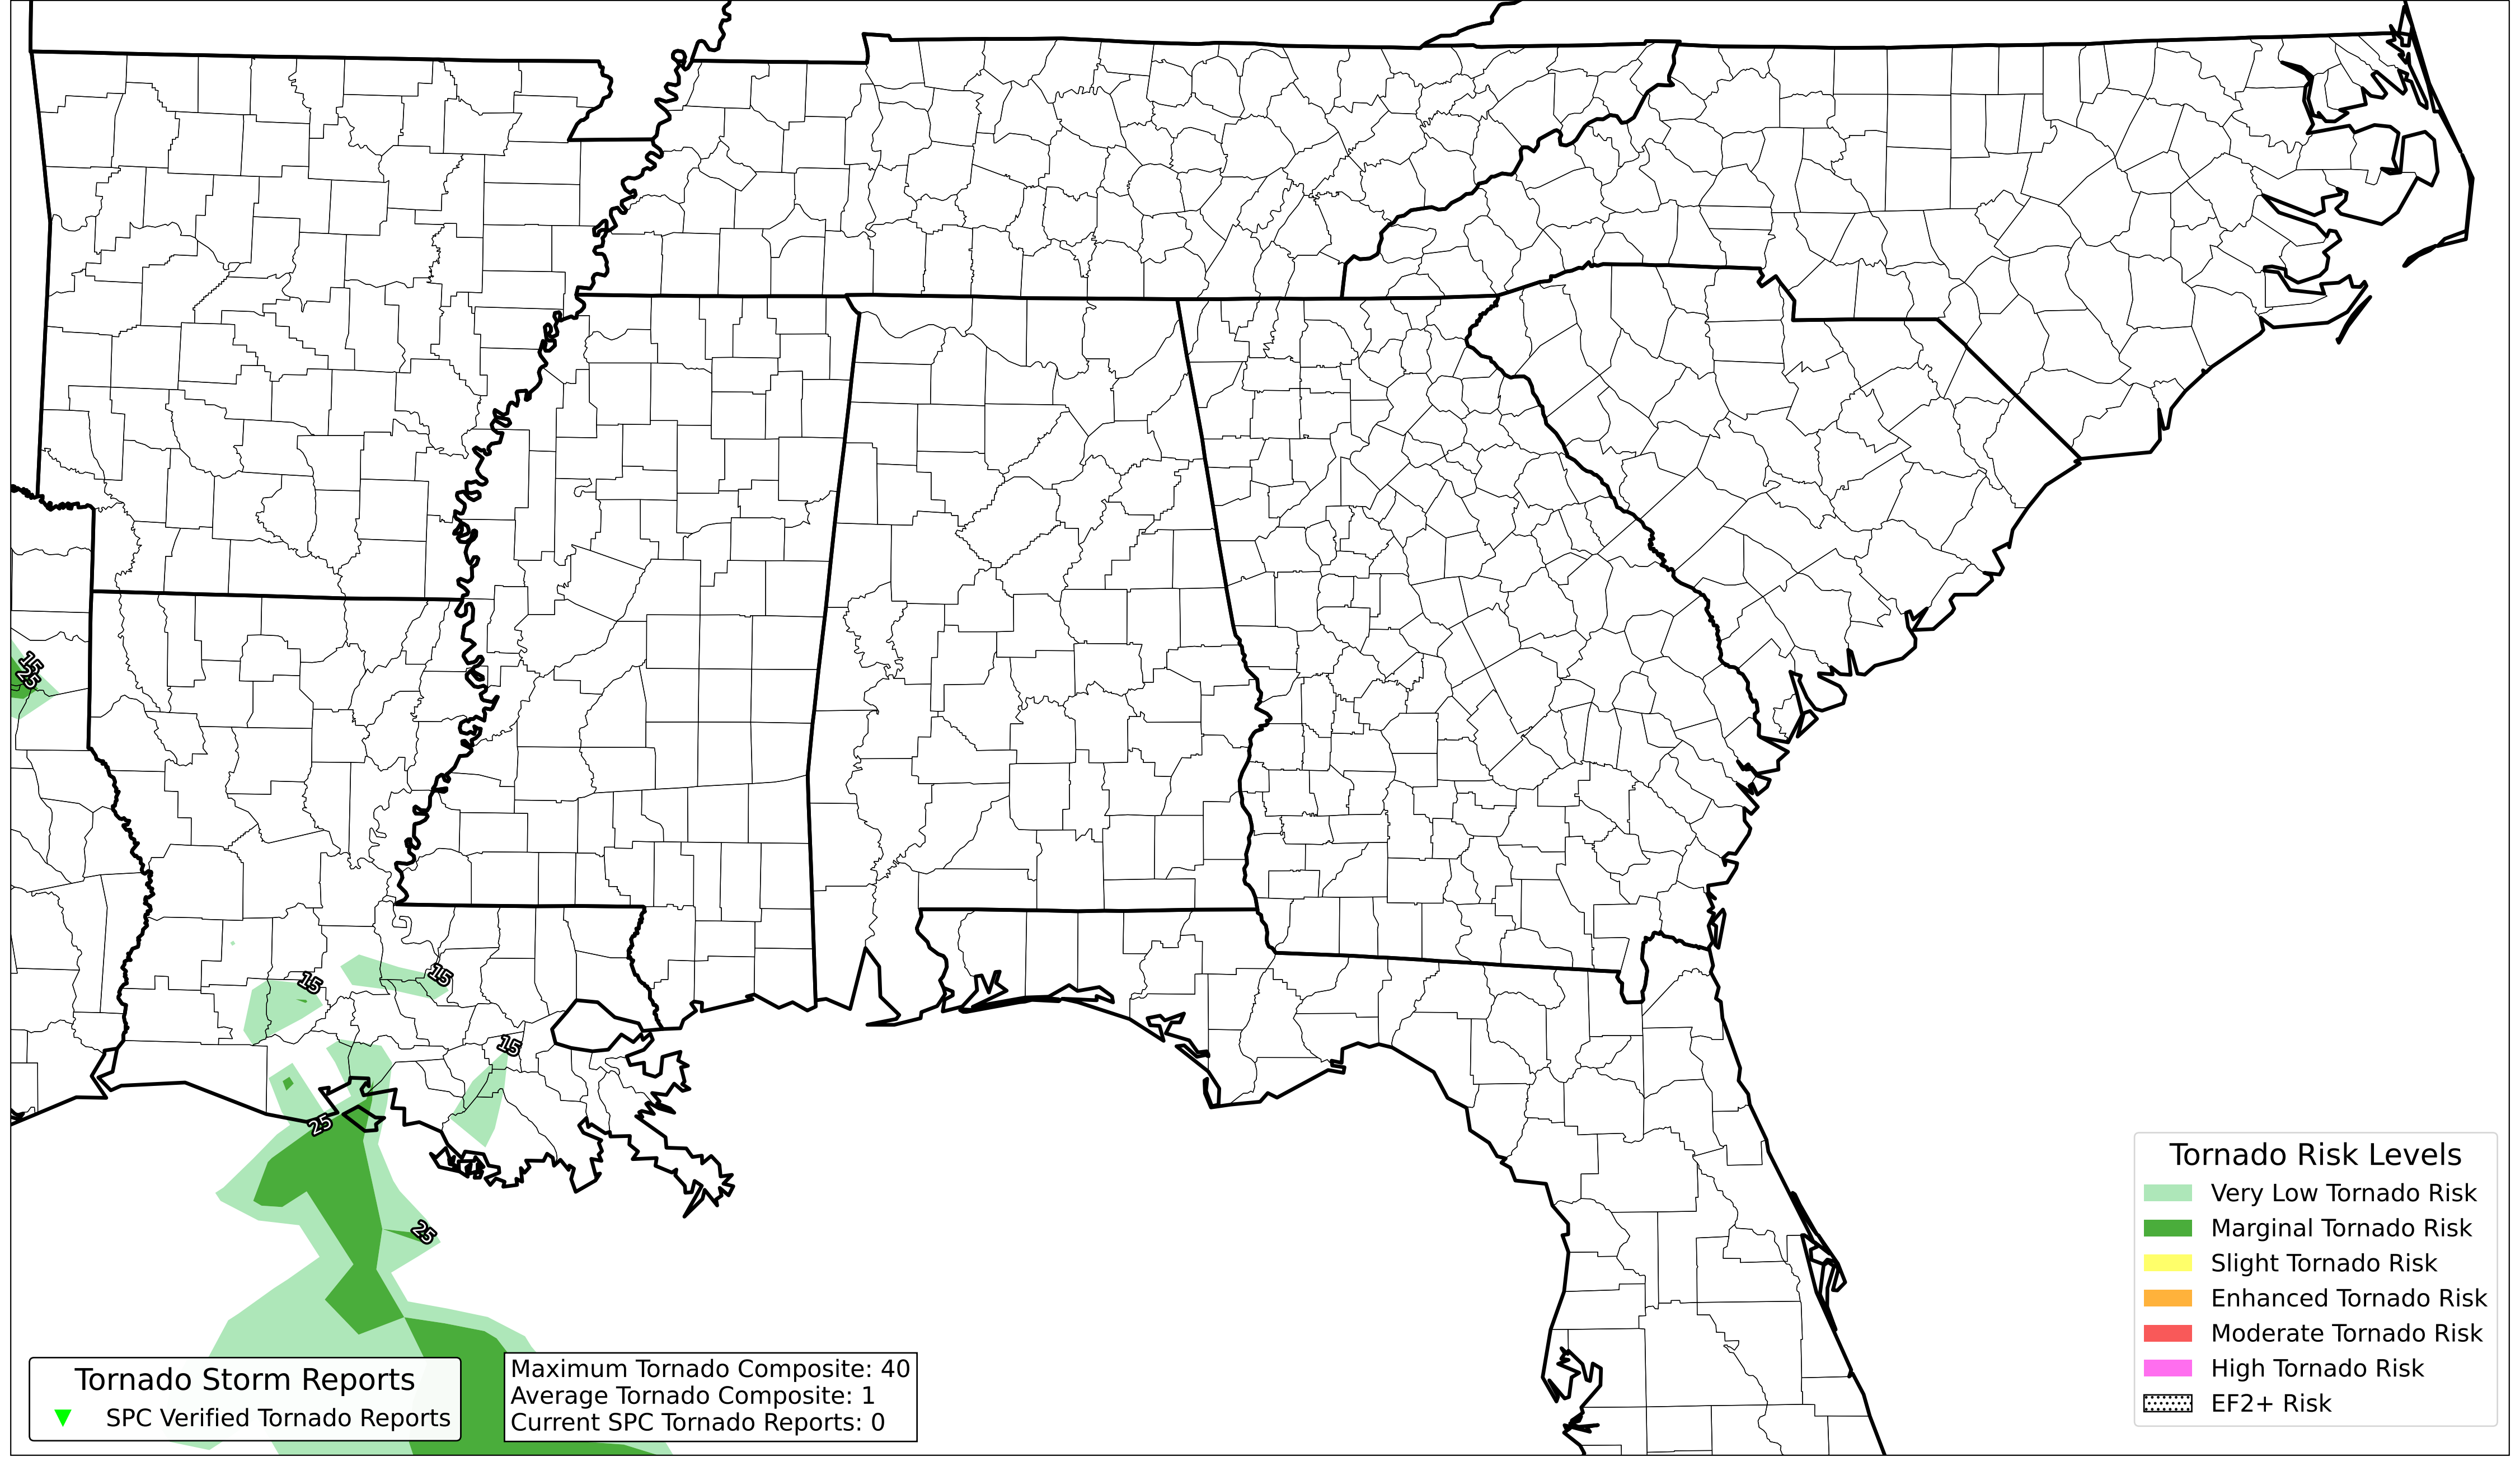 15
25
15
15
15
25
25
Tornado Storm Reports
SPC Verified Tornado Reports
Maximum Tornado Composite: 40
Average Tornado Composite: 1
Current SPC Tornado Reports: 0
Tornado Risk Levels
Very Low Tornado Risk
Marginal Tornado Risk
Slight Tornado Risk
Enhanced Tornado Risk
Moderate Tornado Risk
High Tornado Risk
EF2+ Risk